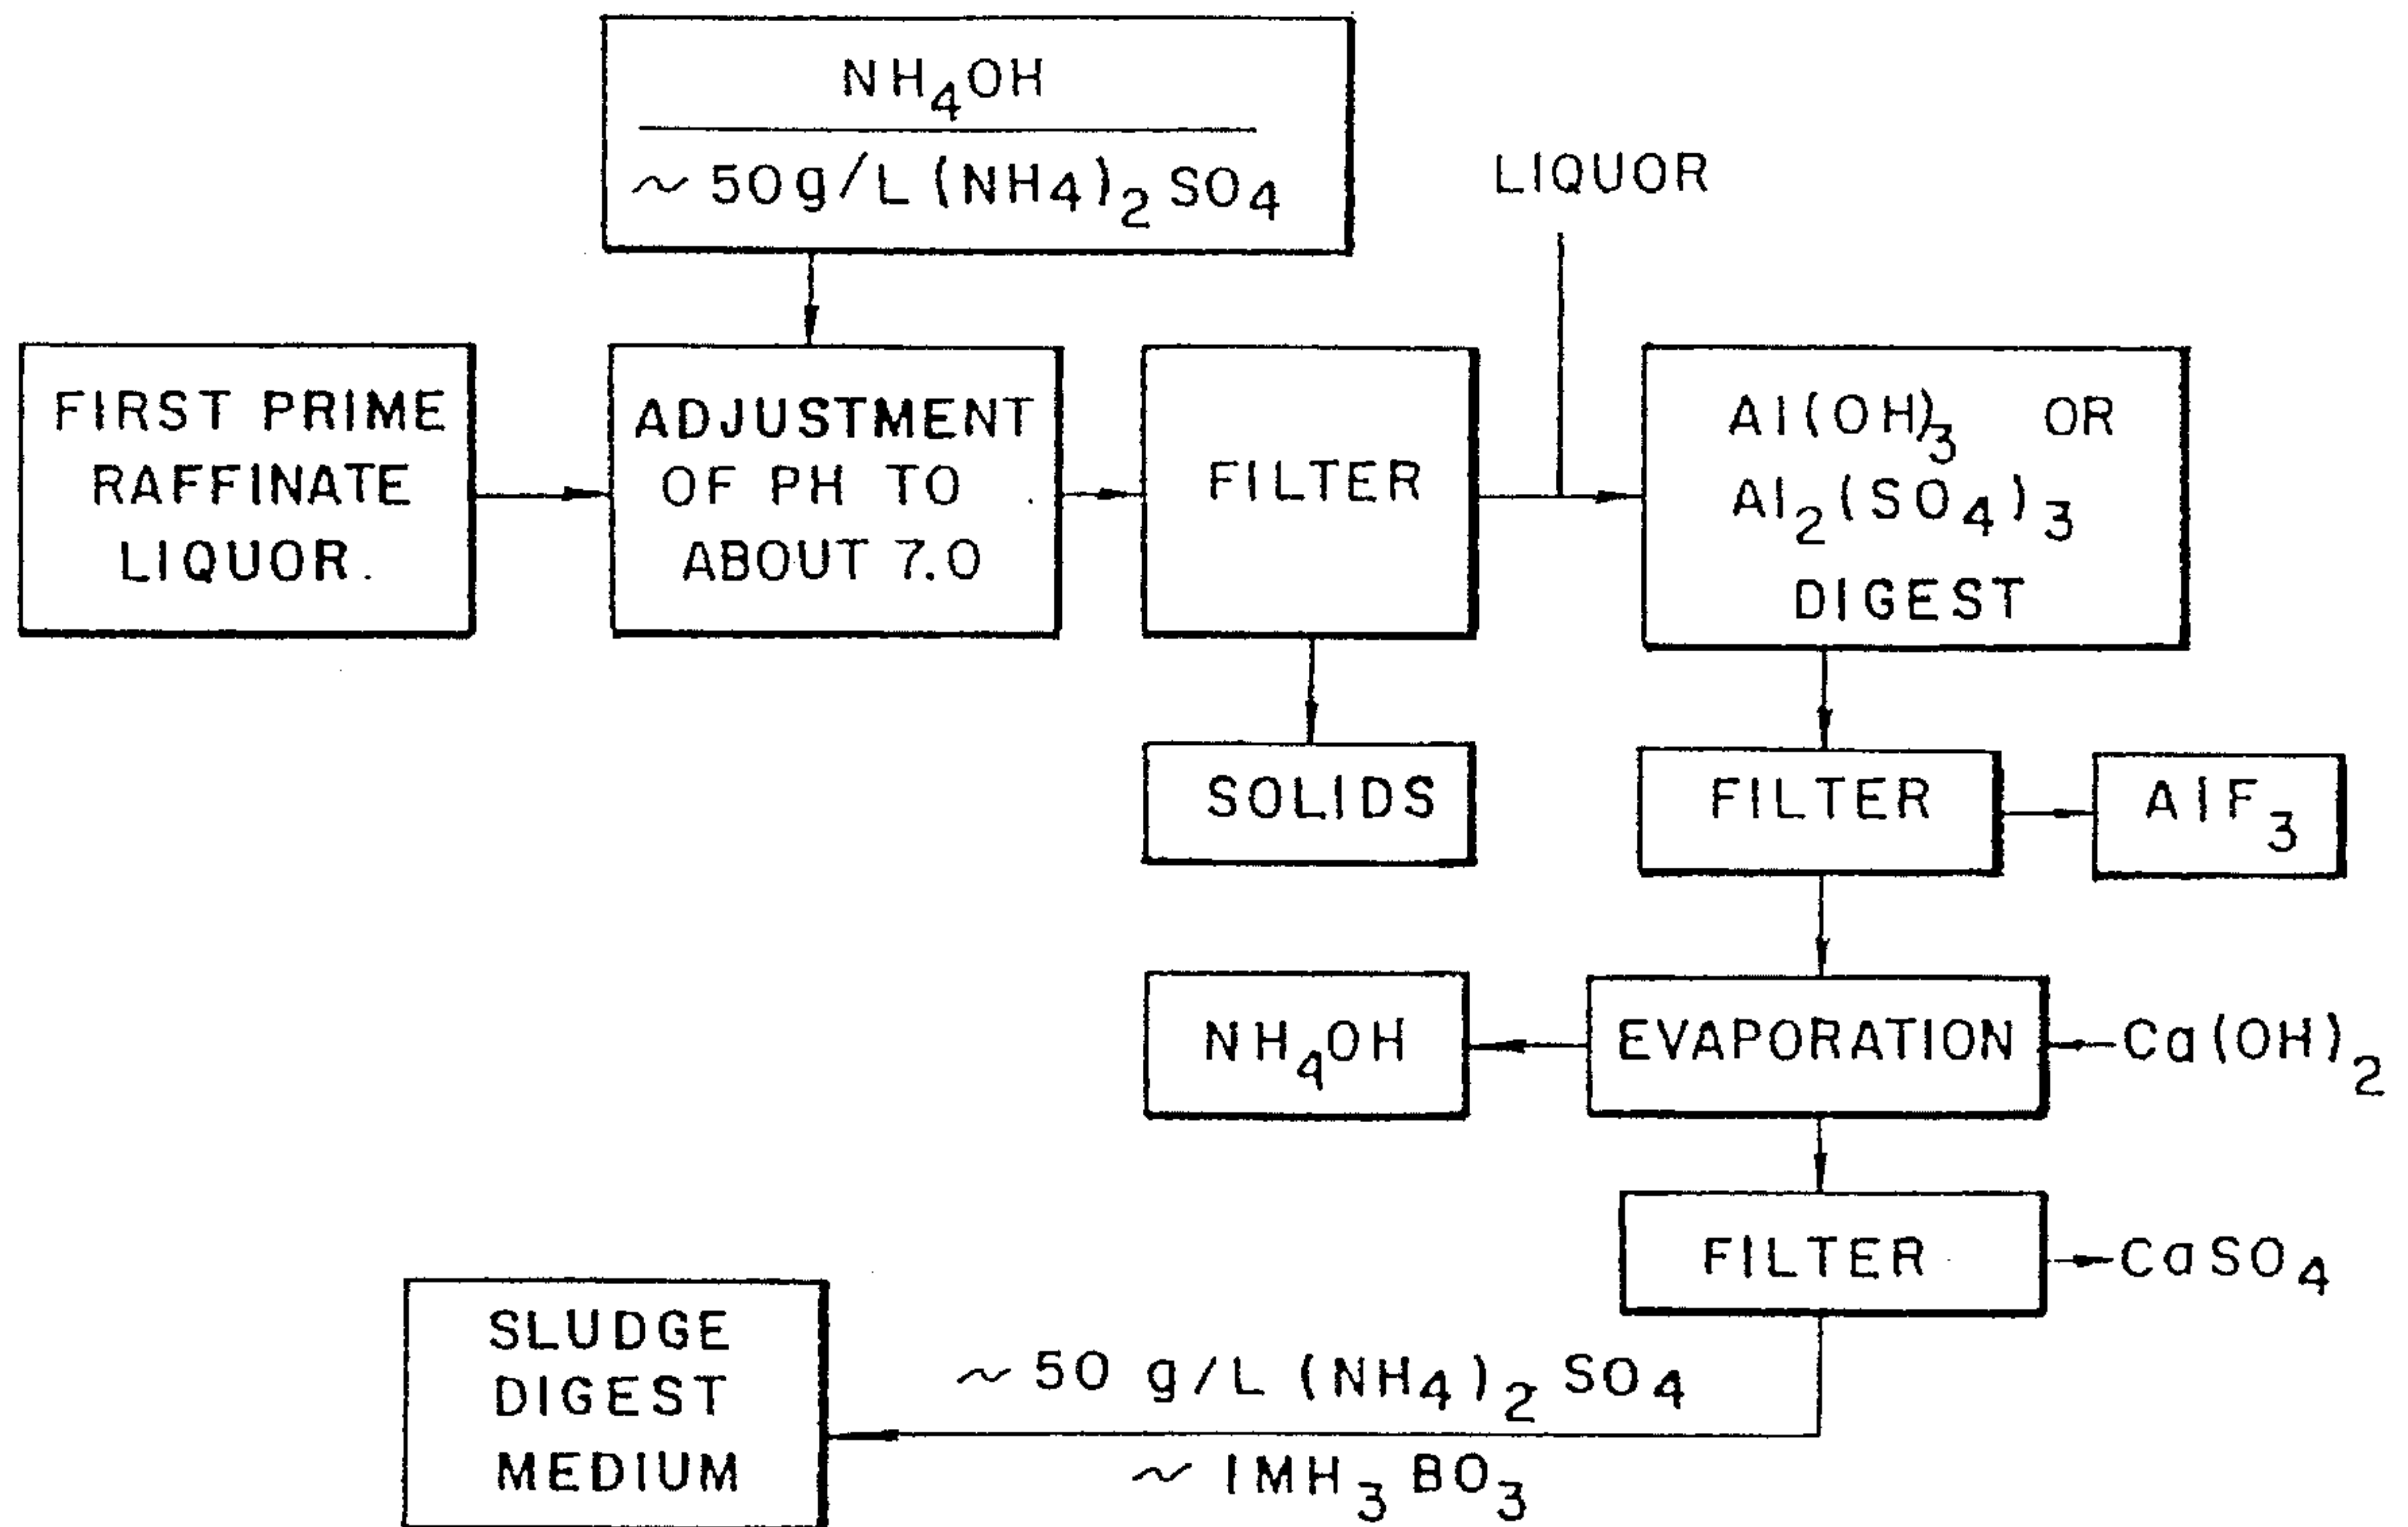 NH4OH
~ 50g/L (NH4)2 SO4
LIQUOR
FIRST PRIME
RAFFINATE
LIQUOR.
ADJUSTMENT
OF PH TO
ABOUT 7.0
FILTER
Al(OH)3 OR
Al2(SO4)3
DIGEST
SOLIDS
FILTER
AlF3
NH4OH
EVAPORATION
Ca(OH)2
FILTER
CaSO4
SLUDGE
DIGEST
MEDIUM
~ 50 g/L (NH4)2 SO4
~ 1MH3 BO3